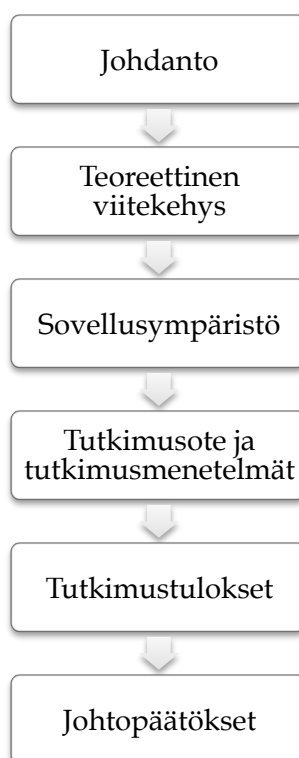 Johdanto
Teoreettinen
viitekehys
Sovellusympäristö
Tutkimusote ja
tutkimusmenetelmät
Tutkimustulokset
Johtopäätökset